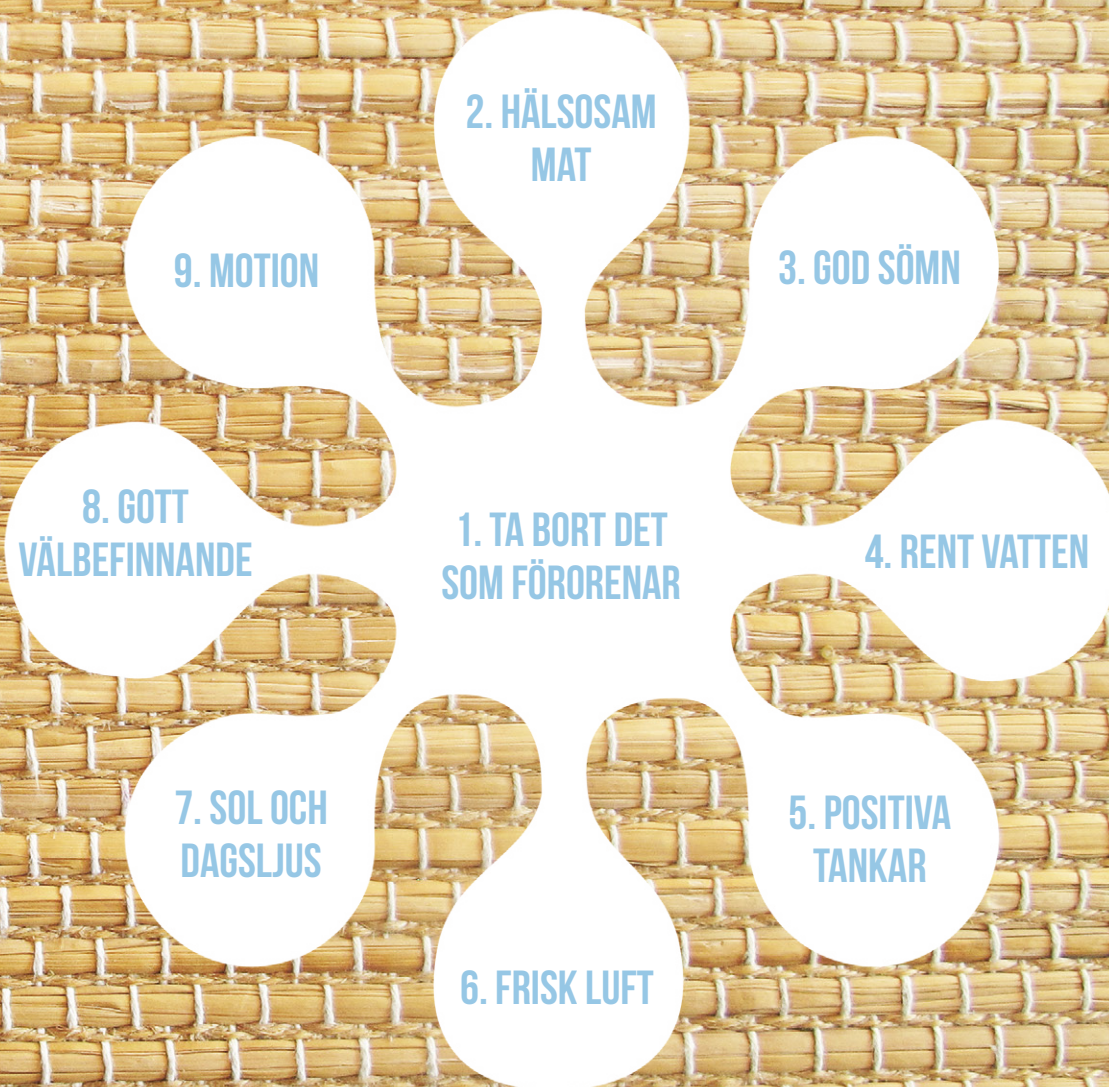 1. TA BORT DET
SOM FÖRORENAR
2. HÄLSOSAM
MAT
3. GOD SÖMN
4. RENT VATTEN
5. POSITIVA
TANKAR
6. FRISK LUFT
7. SOL OCH
DAGSLJUS
8. GOTT
VÄLBEFINNANDE
9. MOTION